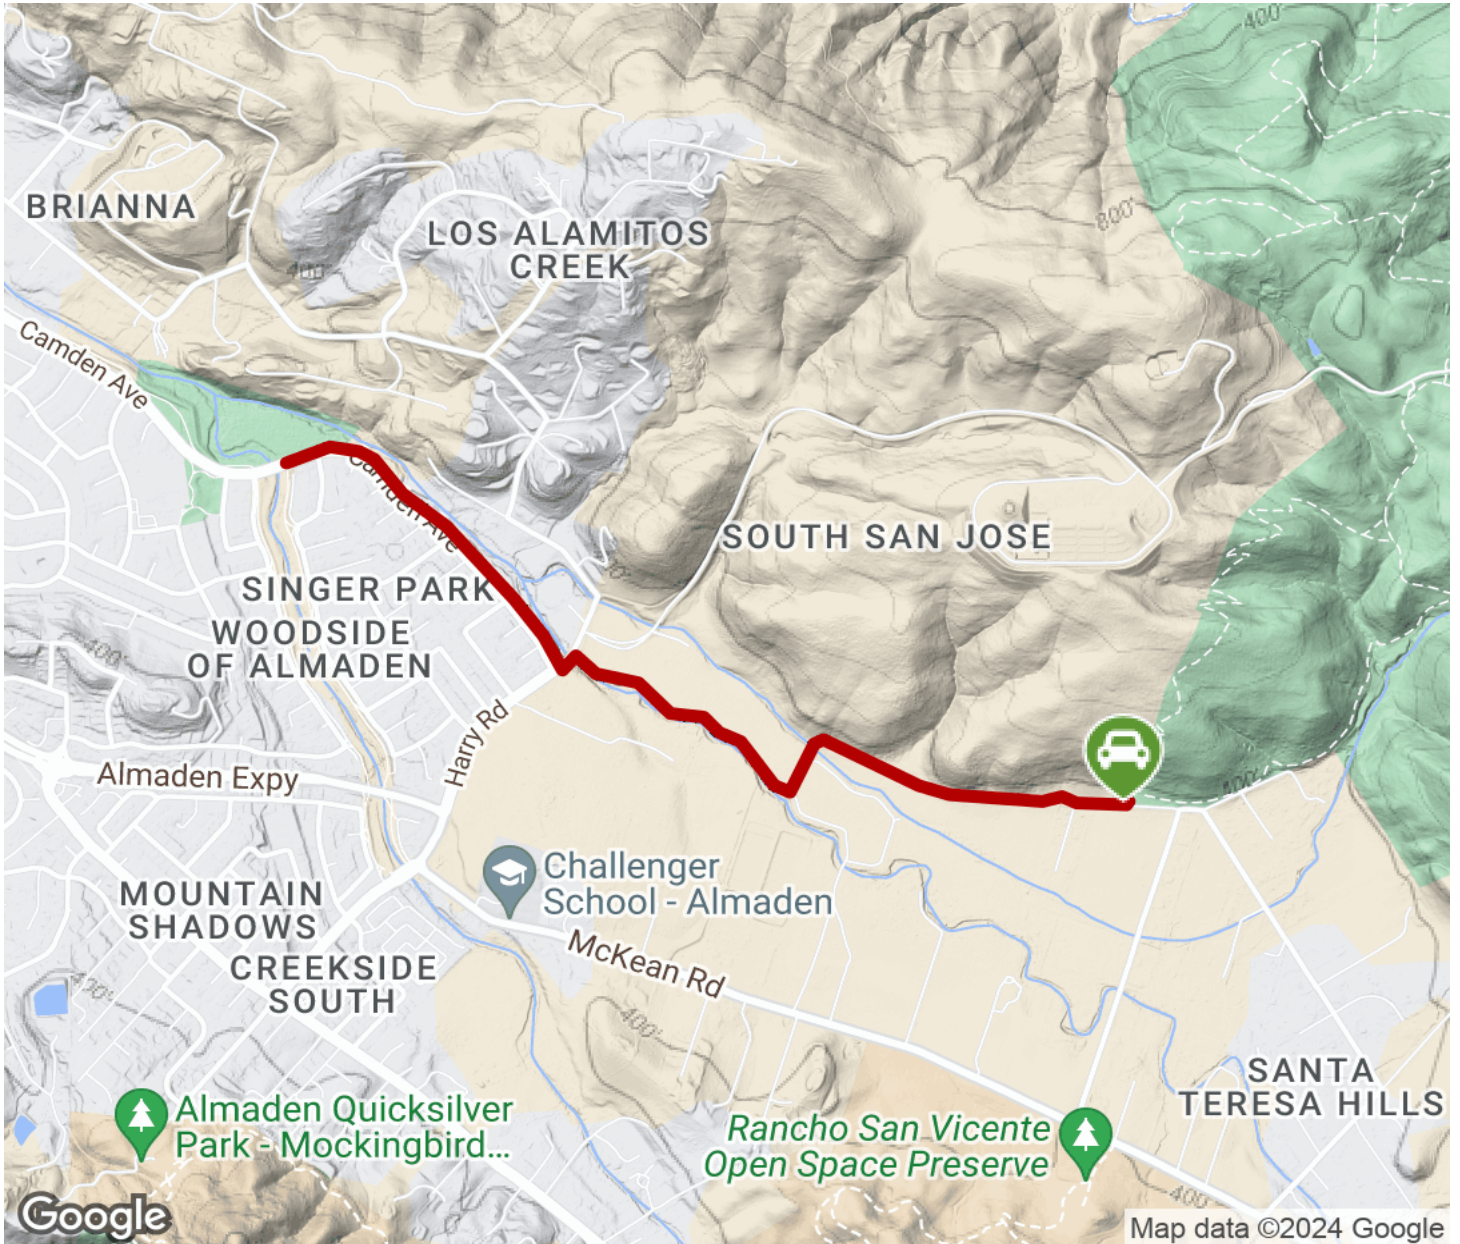 400'
800'
BRIANNA
LOS ALAMITOS
CREEK
400
Camden Ave
Camden Ave
SOUTH SAN JOSE
SINGER PARK
WOODSIDE
OF ALMADEN
400'
Harry Rd
Almaden Expy
400'
Challenger
School - Almaden
MOUNTAIN
SHADOWS
McKean Rd
CREEKSIDE
SOUTH
400'
400'
SANTA
TERESA HILLS
Almaden Quicksilver
Park - Mockingbird...
Rancho San Vicente
Open Space Preserve
400'
Google
Map data ©2024 Google